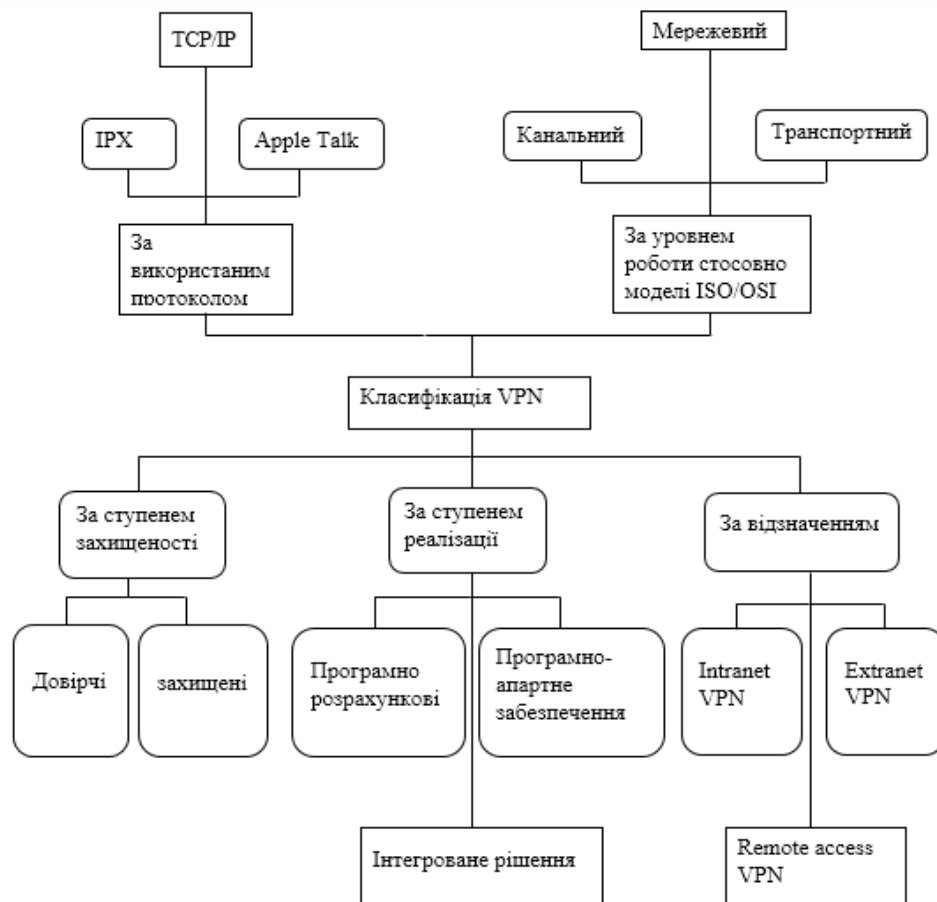 TCP/IP
Мережевий
IPX
Apple Talk
Канальний
Транспортний
За
використаним
протоколом
За уровнем
роботи стосовно
моделі ISO/OSI
Класифікація VPN
За ступенем
захищеності
За ступенем
реалізації
За відзначенням
Довірчі
захищені
Програмно
розрахункові
Програмно-
апартне
забезпечення
Intranet
VPN
Extranet
VPN
Інтегроване рішення
Remote access
VPN